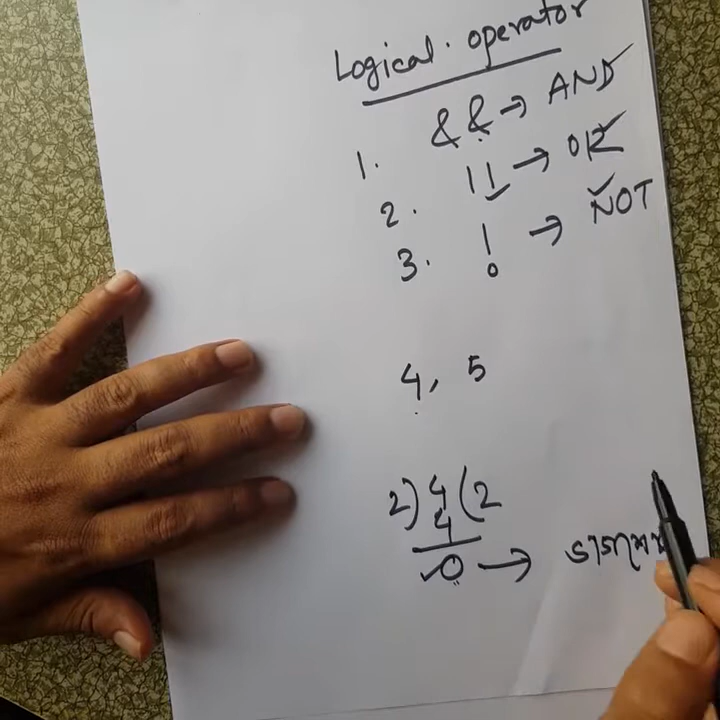 Logical. operator
1. && → AND
2. || → OR
3. ! → NOT
4, 5
2) 4 (2
4
0 →